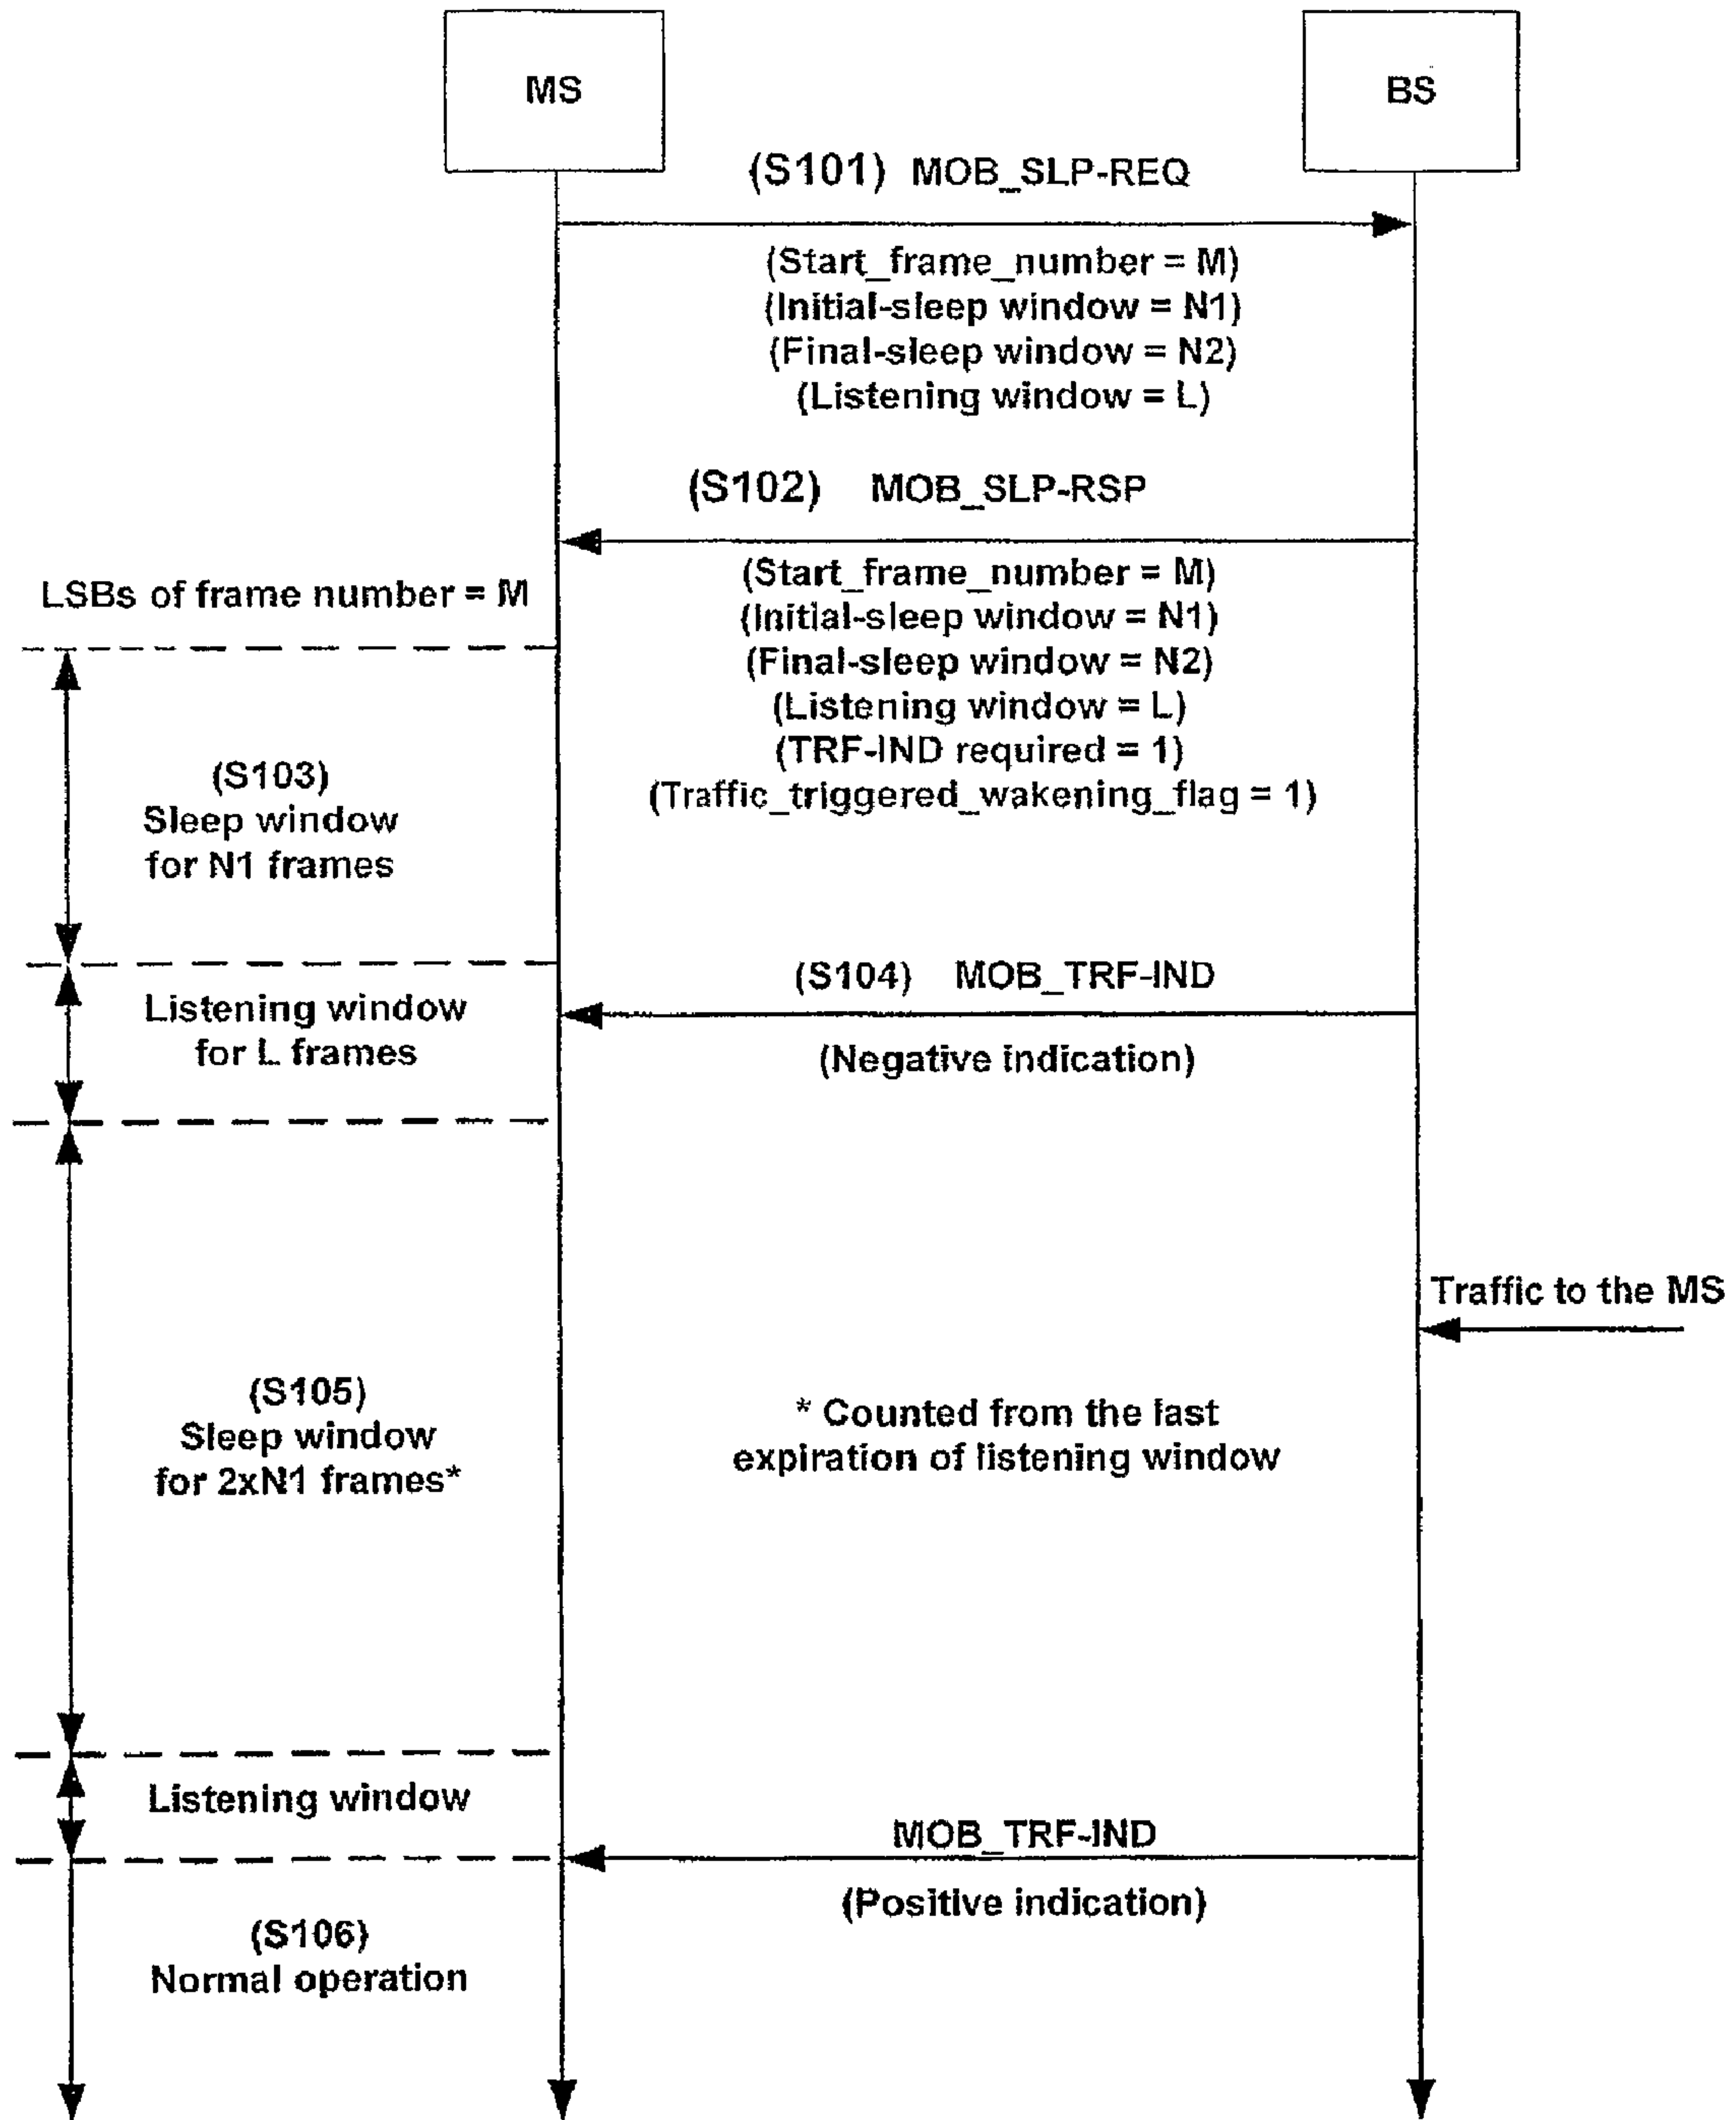 MS
BS
(S101) MOB_SLP-REQ
(Start_frame_number = M)
(Initial-sleep window = N1)
(Final-sleep window = N2)
(Listening window = L)
(S102) MOB_SLP-RSP
LSBs of frame number = M
(Start_frame_number = M)
(Initial-sleep window = N1)
(Final-sleep window = N2)
(Listening window = L)
(TRF-IND required = 1)
(Traffic_triggered_wakening_flag = 1)
(S103)
Sleep window
for N1 frames
(S104) MOB_TRF-IND
(Negative indication)
Listening window
for L frames
Traffic to the MS
(S105)
Sleep window
for 2xN1 frames*
* Counted from the last
expiration of listening window
Listening window
MOB_TRF-IND
(Positive indication)
(S106)
Normal operation